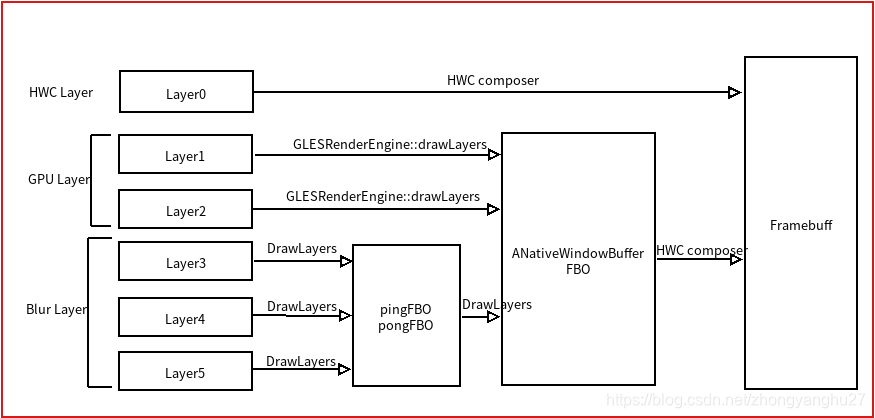 HWC composer
HWC Layer
Layer0
GLESRenderEngine::drawLayers
Layer1
GPU Layer
GLESRenderEngine::drawLayers
Layer2
Framebuff
DrawLayers
HWC composer
ANativeWindowBuffer
FBO
Layer3
DrawLayers
DrawLayers
Blur Layer
pingFBO
pongFBO
Layer4
DrawLayers
Layer5
https://blog.csdn.net/zhongyanghu27